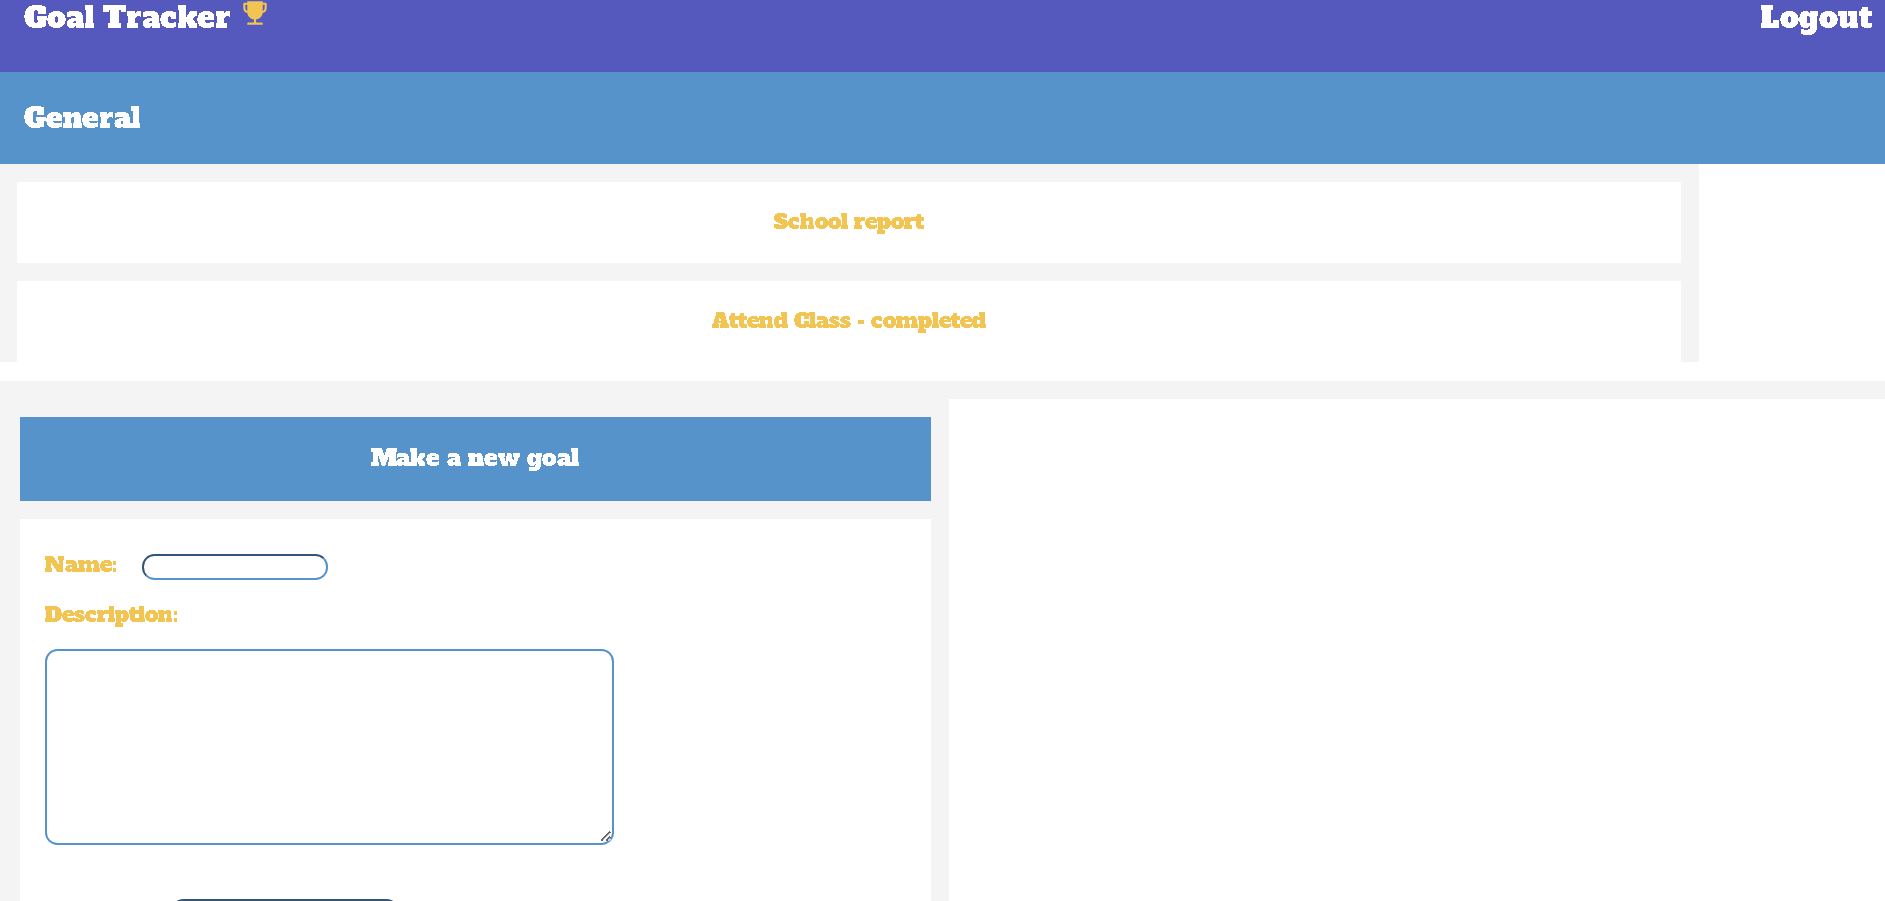 Goal Tracker 🏆 Logout
General
School report
Attend Class - completed
Make a new goal
Name:
Description: